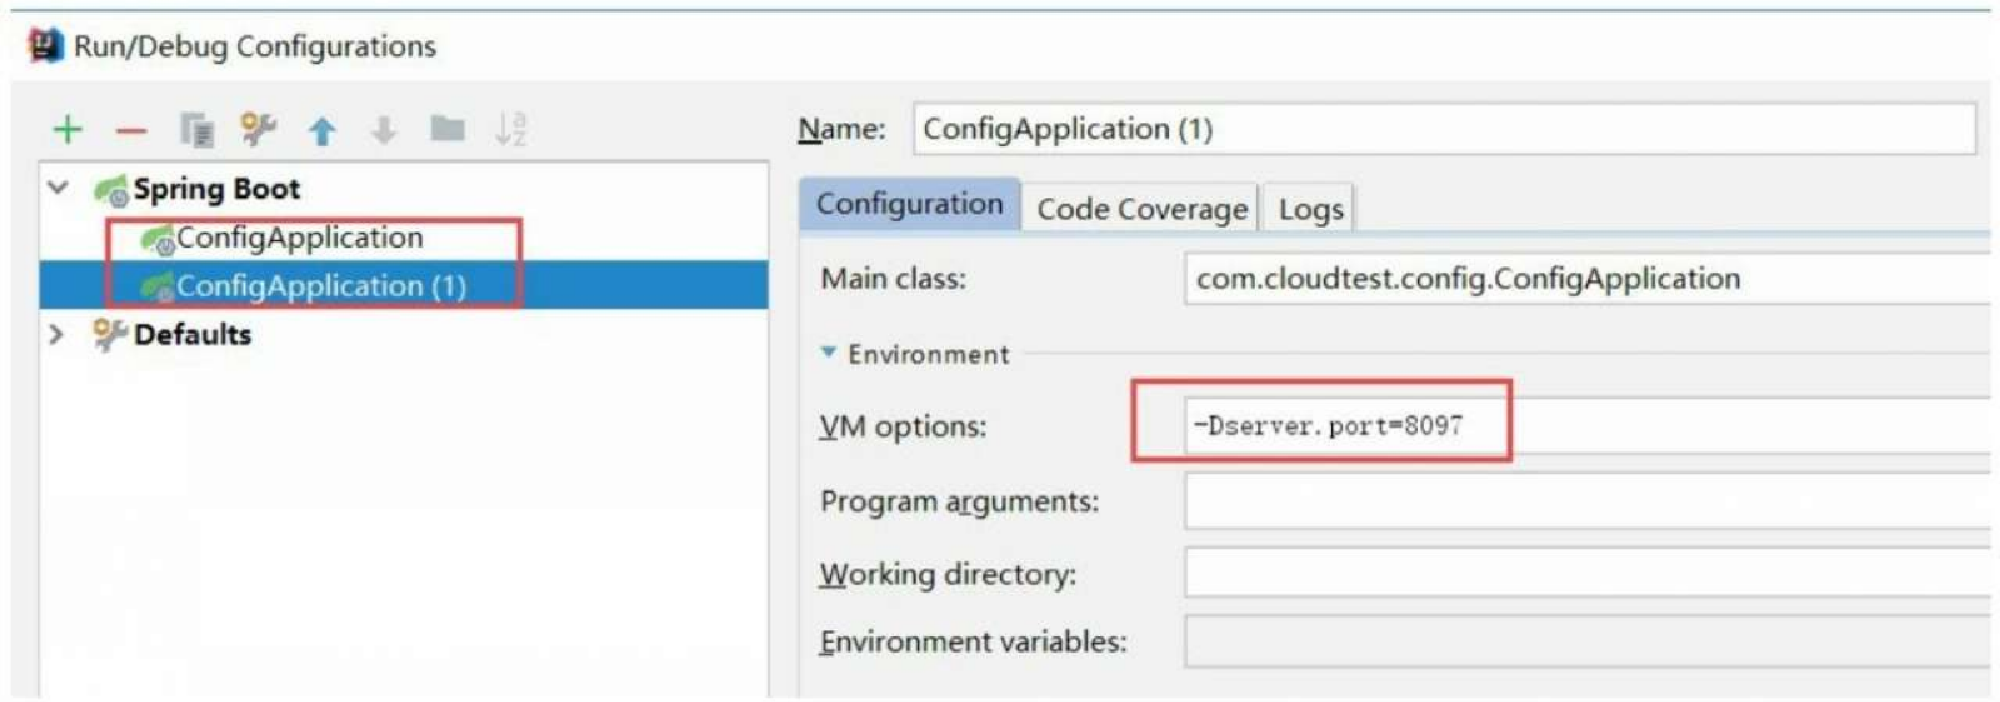 Run/Debug Configurations
Name: ConfigApplication (1)
Spring Boot
ConfigApplication
ConfigApplication (1)
Defaults
Configuration Code Coverage Logs
Main class: com.cloudtest.config.ConfigApplication
Environment
VM options: -Dserver.port=8097
Program arguments:
Working directory:
Environment variables: